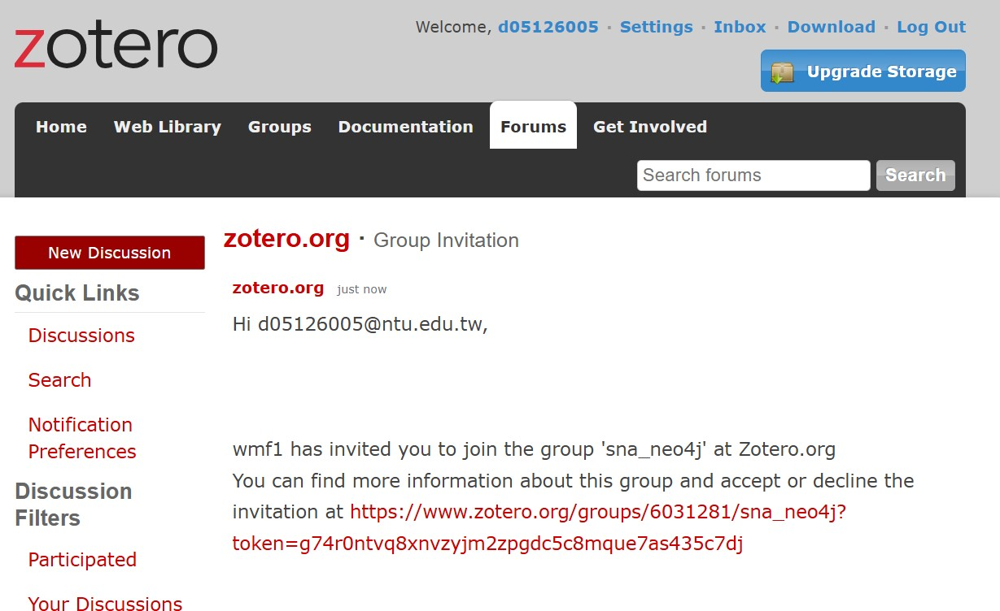 zotero
Welcome, d05126005 · Settings · Inbox · Download · Log Out
Upgrade Storage
Home Web Library Groups Documentation Forums Get Involved
Search forums Search
New Discussion
Quick Links
Discussions
Search
Notification
Preferences
Discussion
Filters
Participated
Your Discussions
zotero.org · Group Invitation
zotero.org just now
Hi d05126005@ntu.edu.tw,
wmf1 has invited you to join the group 'sna_neo4j' at Zotero.org
You can find more information about this group and accept or decline the
invitation at https://www.zotero.org/groups/6031281/sna_neo4j?
token=g74r0ntvq8xnvzyjm2zpgdc5c8mque7as435c7dj